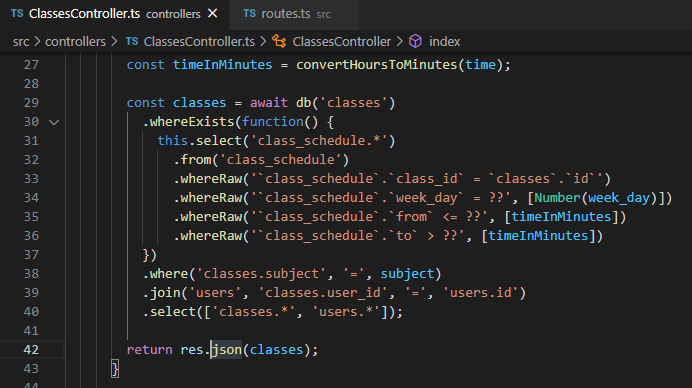 TS ClassesController.ts controllers × TS routes.ts src
src > controllers > TS ClassesController.ts > ClassesController > index
27 const timeInMinutes = convertHoursToMinutes(time);
28
29 const classes = await db('classes')
30 .whereExists(function() {
31 this.select('class_schedule.*')
32 .from('class_schedule')
33 .whereRaw('`class_schedule`.`class_id` = `classes`.`id`')
34 .whereRaw('`class_schedule`.`week_day` = ??', [Number(week_day)])
35 .whereRaw('`class_schedule`.`from` <= ??', [timeInMinutes])
36 .whereRaw('`class_schedule`.`to` > ??', [timeInMinutes])
37 })
38 .where('classes.subject', '=', subject)
39 .join('users', 'classes.user_id', '=', 'users.id')
40 .select(['classes.*', 'users.*']);
41
42 return res.json(classes);
43 }